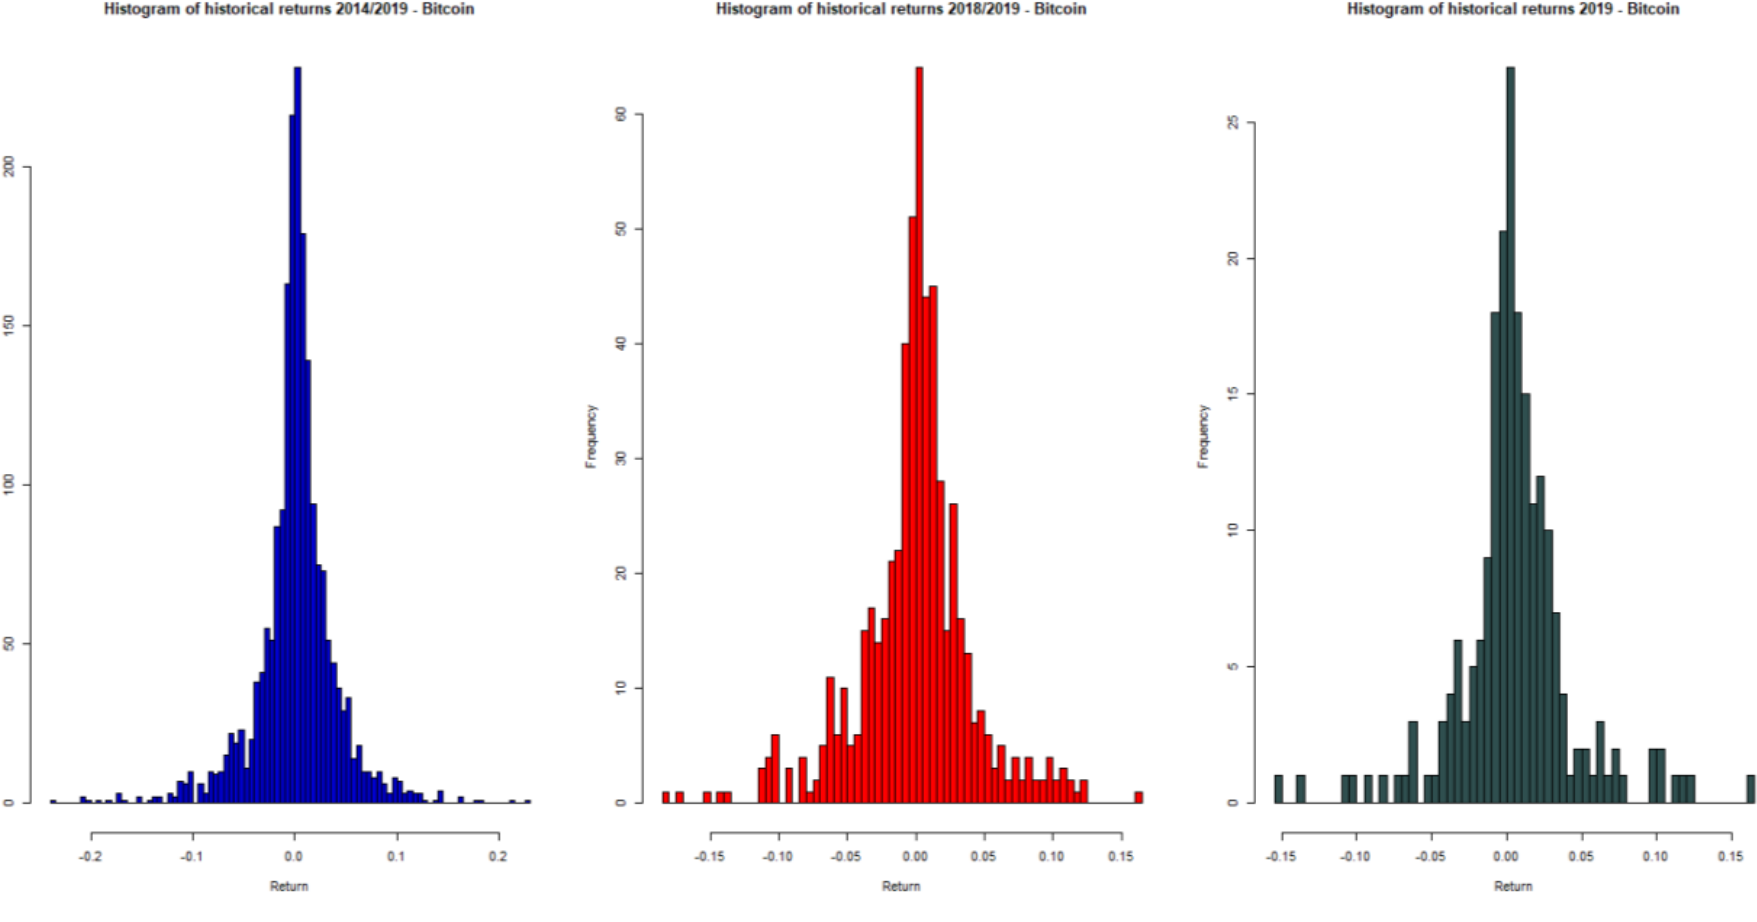 Histogram of historical returns 2014/2019 - Bitcoin
200
150
100
50
0
-0.2 -0.1 0.0 0.1 0.2
Return
Histogram of historical returns 2018/2019 - Bitcoin
Frequency
60
50
40
30
20
10
0
-0.15 -0.10 -0.05 0.00 0.05 0.10 0.15
Return
Histogram of historical returns 2019 - Bitcoin
Frequency
25
20
15
10
5
0
-0.15 -0.10 -0.05 0.00 0.05 0.10 0.15
Return